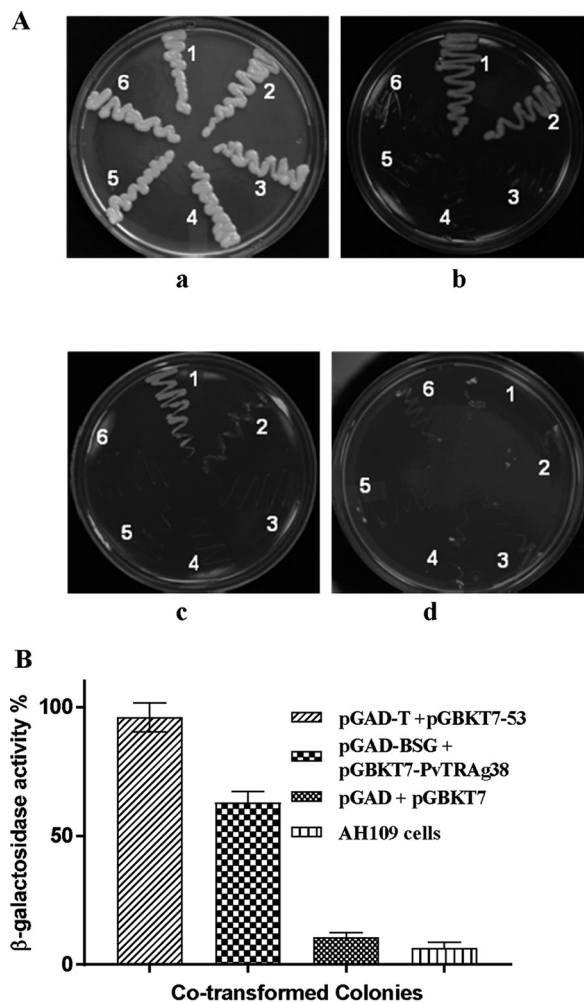 A
1
2
3
4
5
6
a
1
2
3
4
5
6
b
1
2
3
4
5
6
c
1
2
3
4
5
6
d
B
β-galactosidase activity %
100
50
0
pGAD-T +pGBKT7-53
pGAD-BSG +
pGBKT7-PvTRAg38
pGAD + pGBKT7
AH109 cells
Co-transformed Colonies